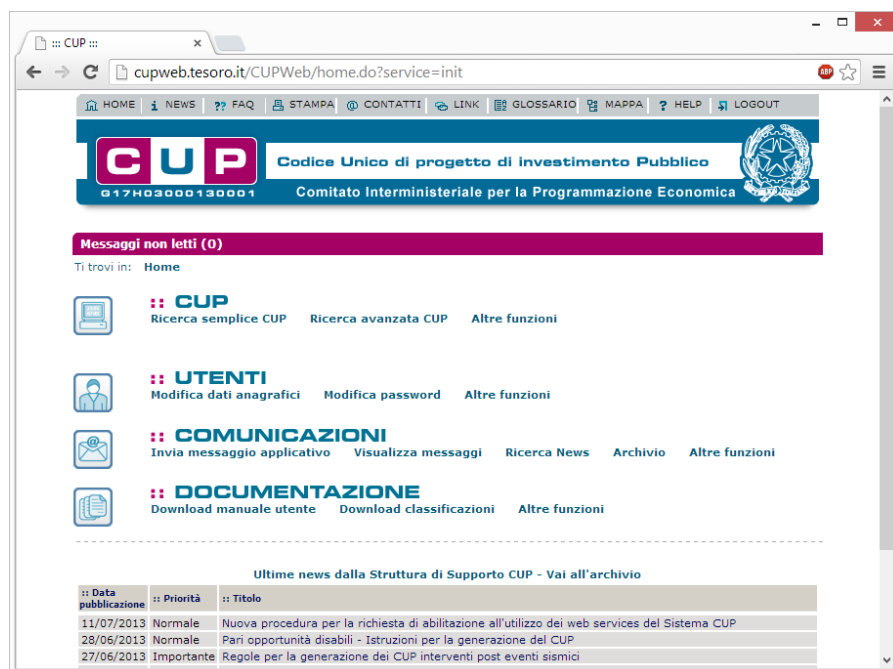 ::: CUP :::
cupweb.tesoro.it/CUPWeb/home.do?service=init
ABP
HOME NEWS ?? FAQ STAMPA CONTATTI LINK GLOSSARIO MAPPA ? HELP LOGOUT
CUP
G17H03000130001
Codice Unico di progetto di investimento Pubblico
Comitato Interministeriale per la Programmazione Economica
Messaggi non letti (0)
Ti trovi in: Home
:: CUP
Ricerca semplice CUP Ricerca avanzata CUP Altre funzioni
:: UTENTI
Modifica dati anagrafici Modifica password Altre funzioni
:: COMUNICAZIONI
Invia messaggio applicativo Visualizza messaggi Ricerca News Archivio Altre funzioni
:: DOCUMENTAZIONE
Download manuale utente Download classificazioni Altre funzioni
Ultime news dalla Struttura di Supporto CUP - Vai all'archivio
:: Data pubblicazione :: Priorità :: Titolo
11/07/2013 Normale Nuova procedura per la richiesta di abilitazione all'utilizzo dei web services del Sistema CUP
28/06/2013 Normale Pari opportunità disabili - Istruzioni per la generazione del CUP
27/06/2013 Importante Regole per la generazione dei CUP interventi post eventi sismici